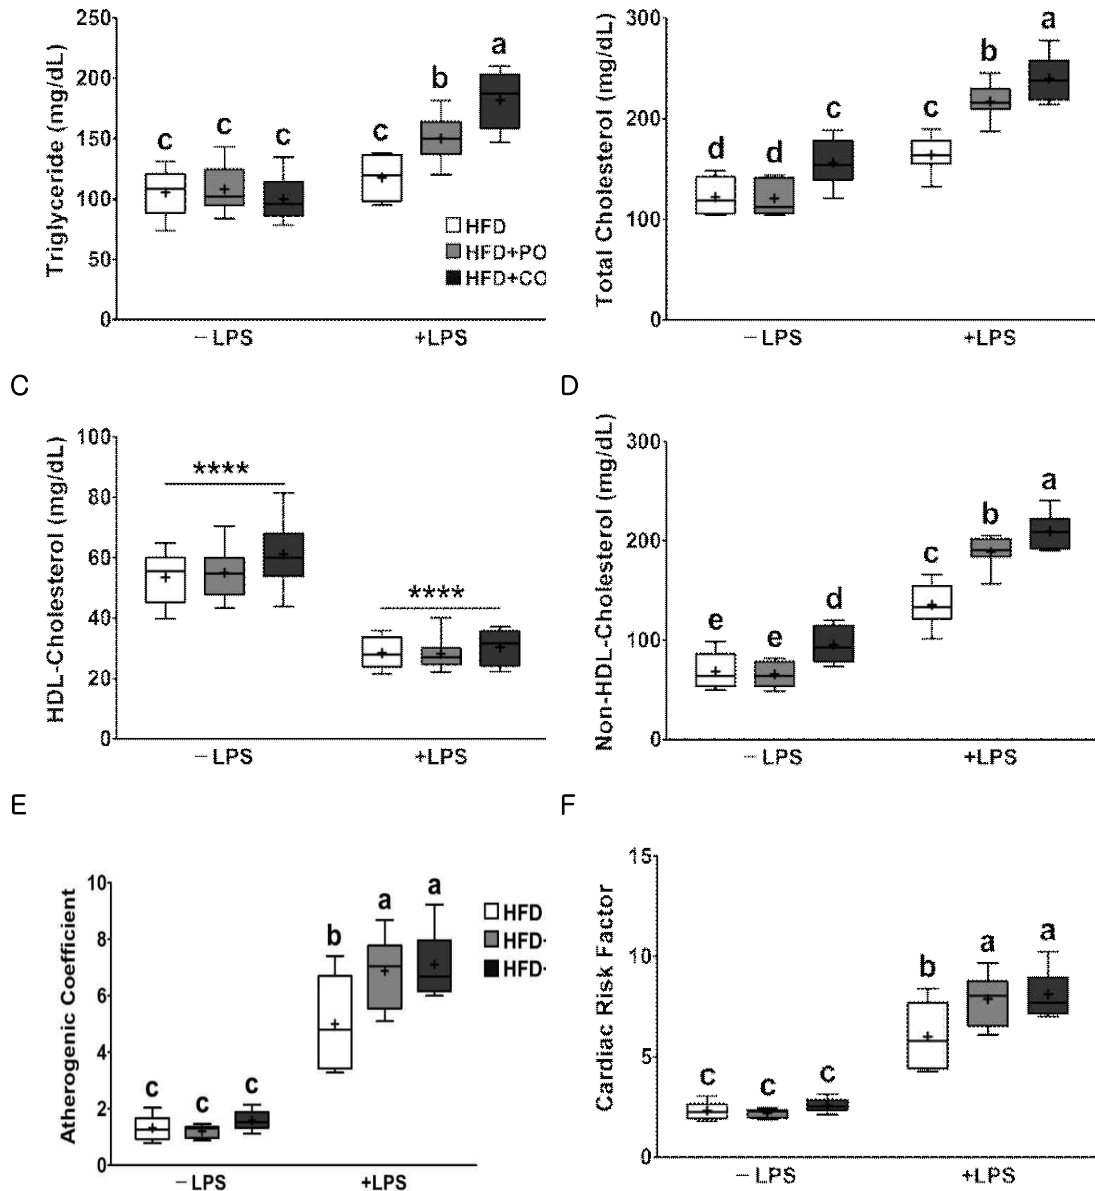 Triglyceride (mg/dL)
250
200
150
100
50
0
c
c
c
c
b
a
HFD
HFD+PO
HFD+CO
– LPS
+LPS
Total Cholesterol (mg/dL)
300
200
100
0
d
d
c
c
b
a
– LPS
+LPS
C
HDL-Cholesterol (mg/dL)
100
80
60
40
20
0
****
****
– LPS
+LPS
D
Non-HDL-Cholesterol (mg/dL)
300
200
100
0
e
e
d
c
b
a
– LPS
+LPS
E
Atherogenic Coefficient
10
8
6
4
2
0
c
c
c
b
a
a
HFD
HFD-
HFD-
– LPS
+LPS
F
Cardiac Risk Factor
15
10
5
0
c
c
c
b
a
a
– LPS
+LPS